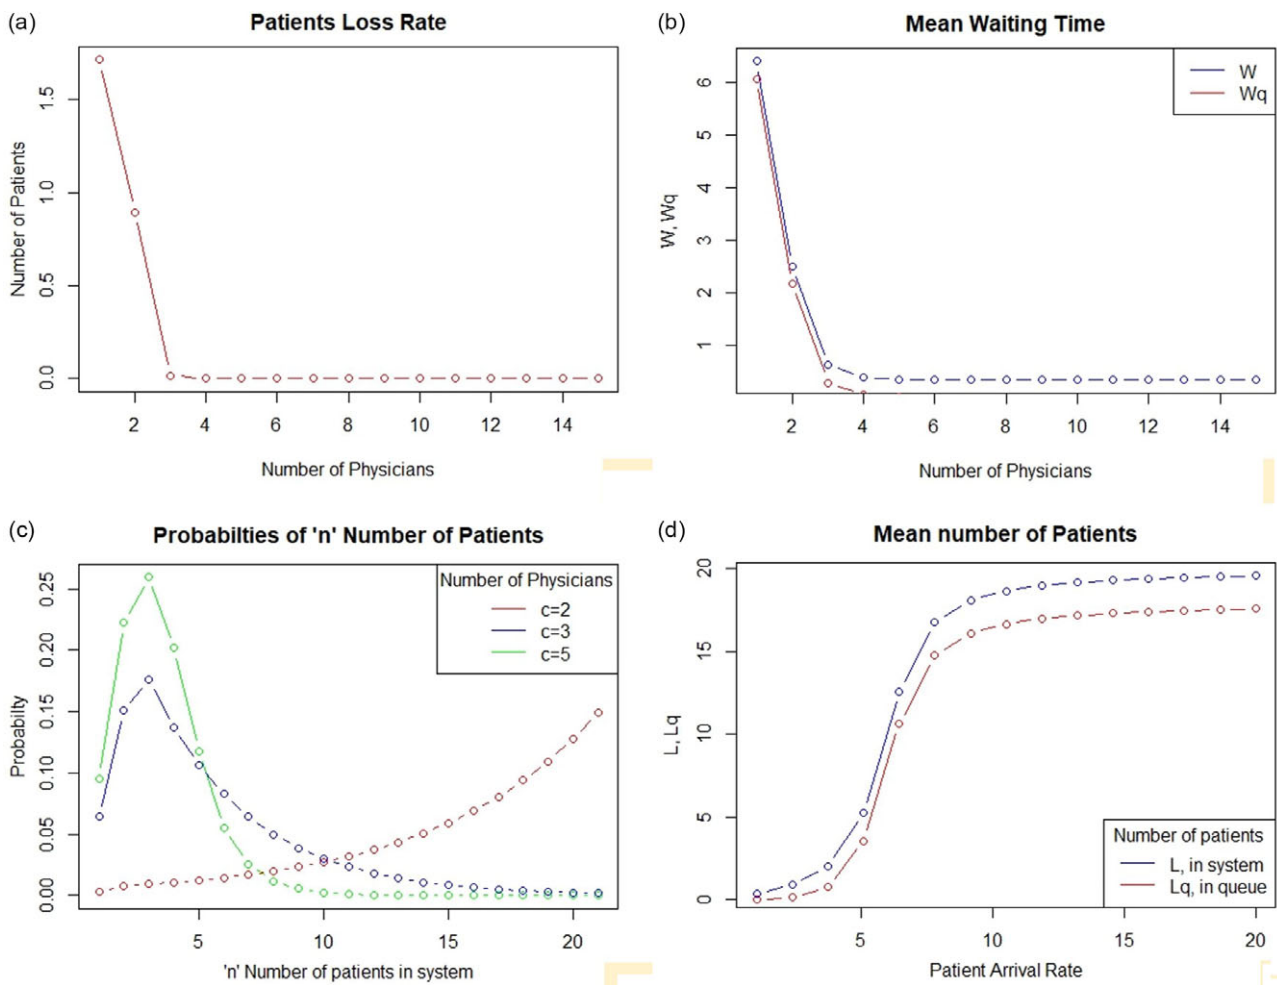 (a)
Patients Loss Rate
Number of Patients
1.5
1.0
0.5
0.0
2 4 6 8 10 12 14
Number of Physicians
(b)
Mean Waiting Time
W, Wq
6
5
4
3
2
1
W
Wq
2 4 6 8 10 12 14
Number of Physicians
(c)
Probabilties of 'n' Number of Patients
Probabilty
0.25
0.20
0.15
0.10
0.05
0.00
Number of Physicians
c=2
c=3
c=5
5 10 15 20
'n' Number of patients in system
(d)
Mean number of Patients
L, Lq
20
15
10
5
0
Number of patients
L, in system
Lq, in queue
5 10 15 20
Patient Arrival Rate